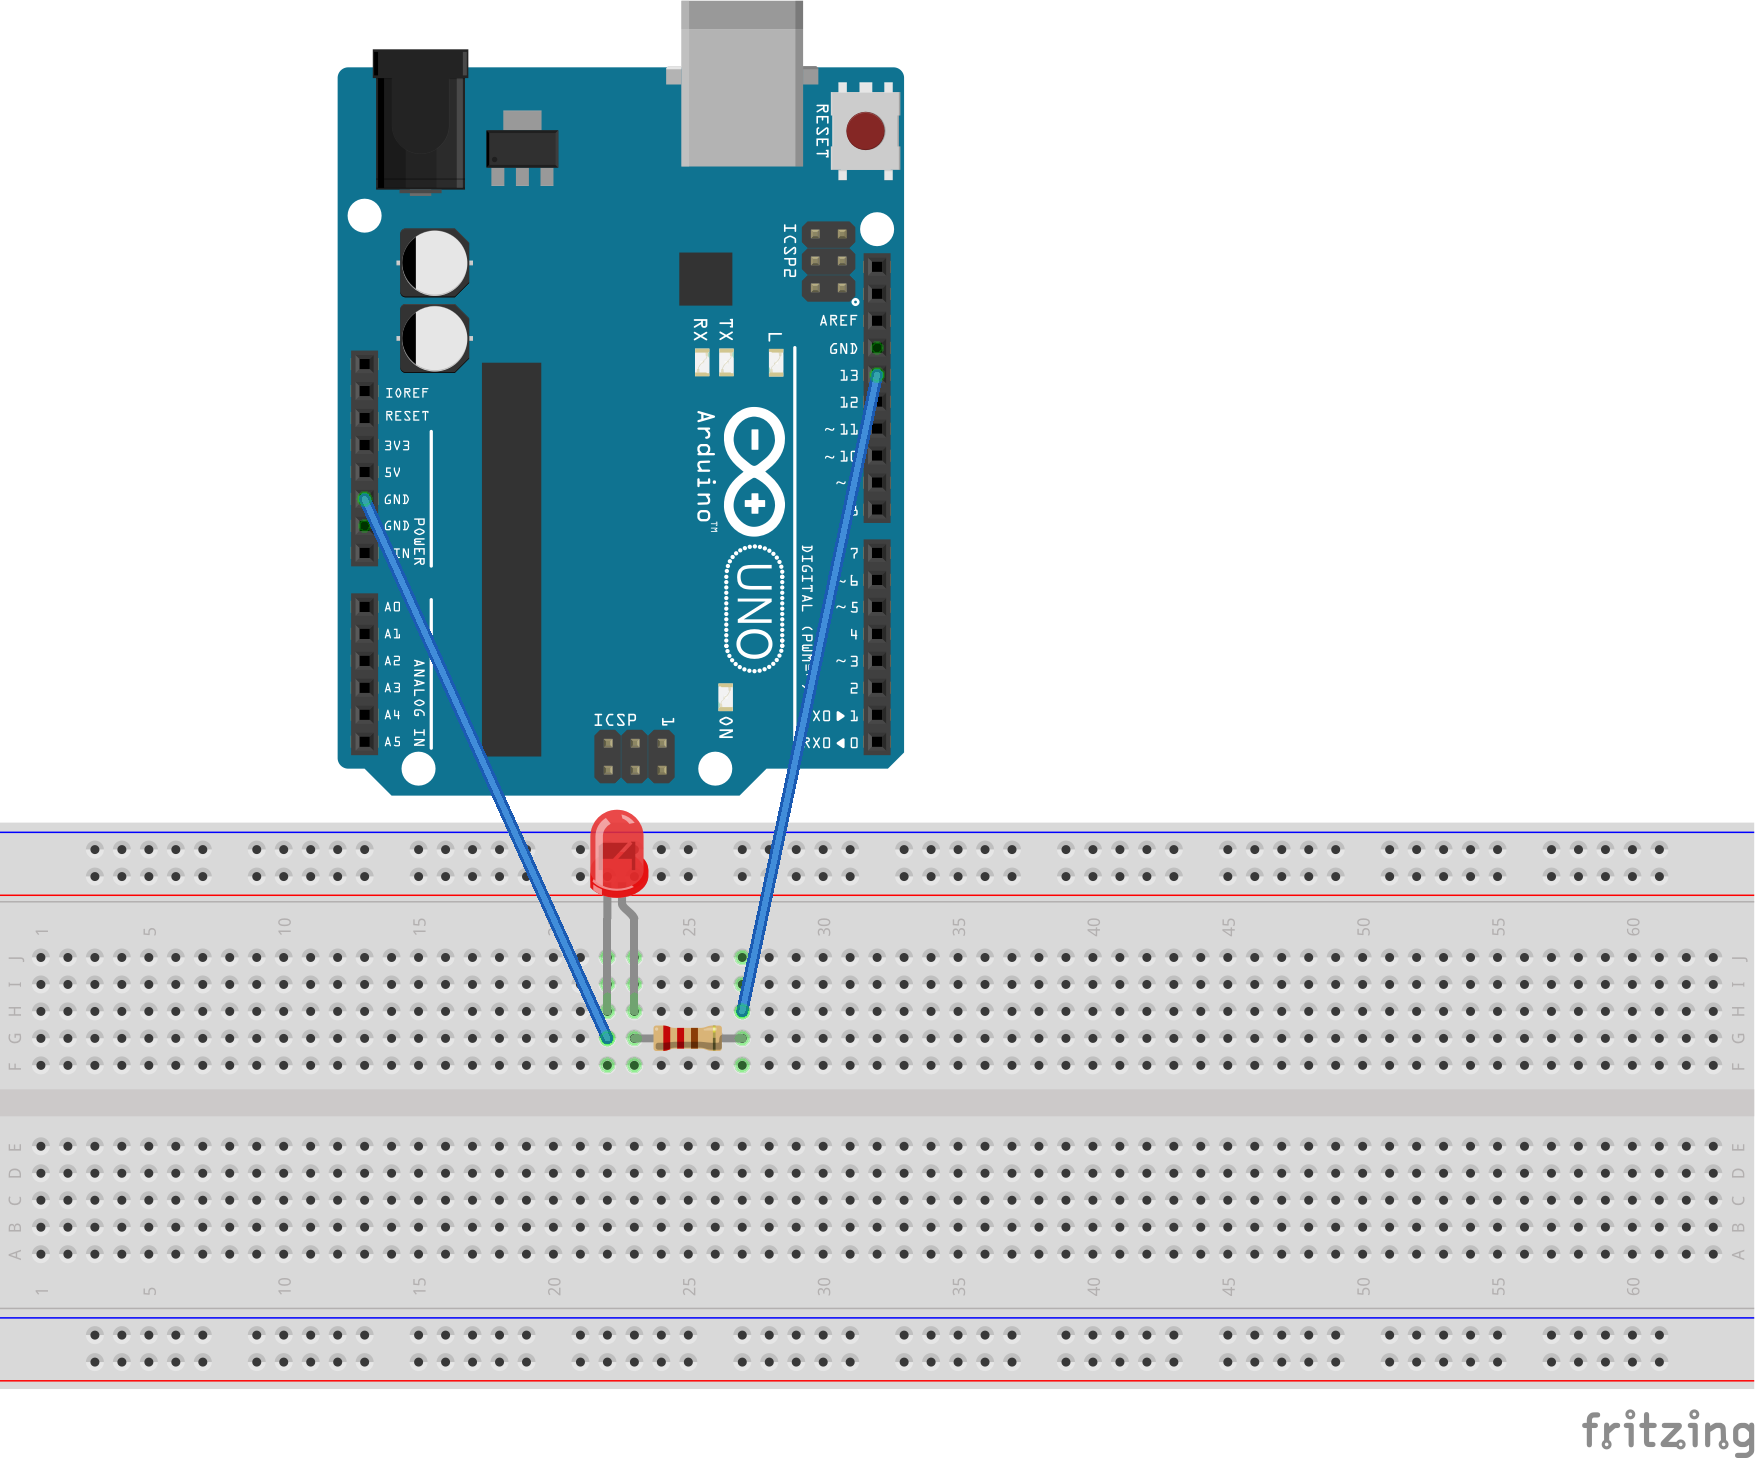 RESET
ICSP2
AREF
GND
13
12
~11
~10
~
7
~6
~5
4
~3
2
1
RX0 ◀ 0
RX
TX
L
IOREF
RESET
3V3
5V
GND
GND
IN
POWER
A0
A1
A2
A3
A4
A5
ANALOG IN
Arduino™
UNO
DIGITAL (PWM
ICSP
1
ON
1 5 10 15 25 30 35 40 45 50 55 60
J J
I I
H H
G G
F F
E E
D D
C C
B B
A A
1 5 10 15 20 25 30 35 40 45 50 55 60
fritzing